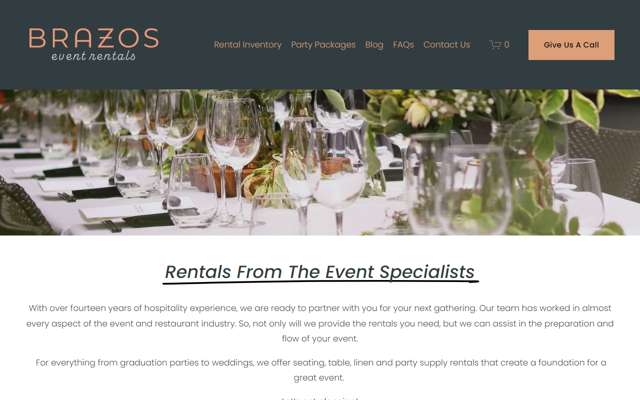 BRAZOS
event rentals
Rental Inventory Party Packages Blog FAQs Contact Us 0 Give Us A Call
Rentals From The Event Specialists
With over fourteen years of hospitality experience, we are ready to partner with you for your next gathering. Our team has worked in almost
every aspect of the event and restaurant industry. So, not only will we provide the rentals you need, but we can assist in the preparation and
flow of your event.
For everything from graduation parties to weddings, we offer seating, table, linen and party supply rentals that create a foundation for a
great event.